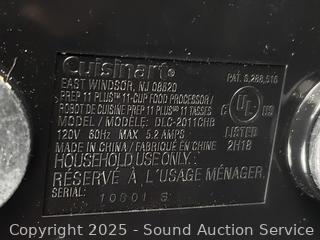 Cuisinart®
EAST WINDSOR, NJ 08520
PAT. 5,288,516
PREP 11 PLUS™ 11-CUP FOOD PROCESSOR/
ROBOT DE CUISINE PREP 11 PLUS™ 11 TASSES
MODEL / MODELE: DLC-2011CHB
120V 60Hz MAX 5.2 AMPS
MADE IN CHINA / FABRIQUÉ EN CHINE
UL
LISTED
2H18
HOUSEHOLD USE ONLY
RÉSERVÉ À L'USAGE MÉNAGER.
SERIAL: 10801 S
Copyright 2025 - Sound Auction Service